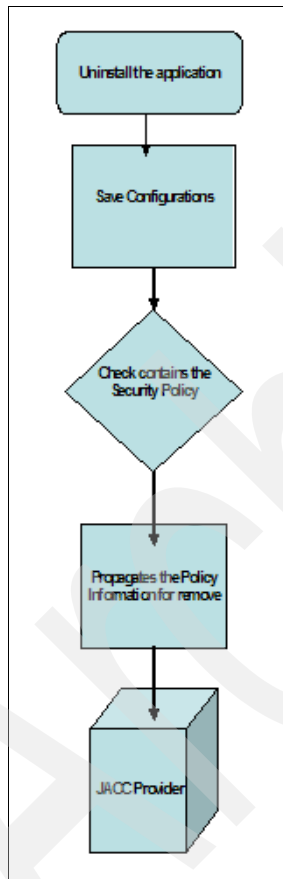 Uninstall the application
Save Configurations
Check contains the
Security Policy
Propagates the Policy
Information for remove
JACC Provider